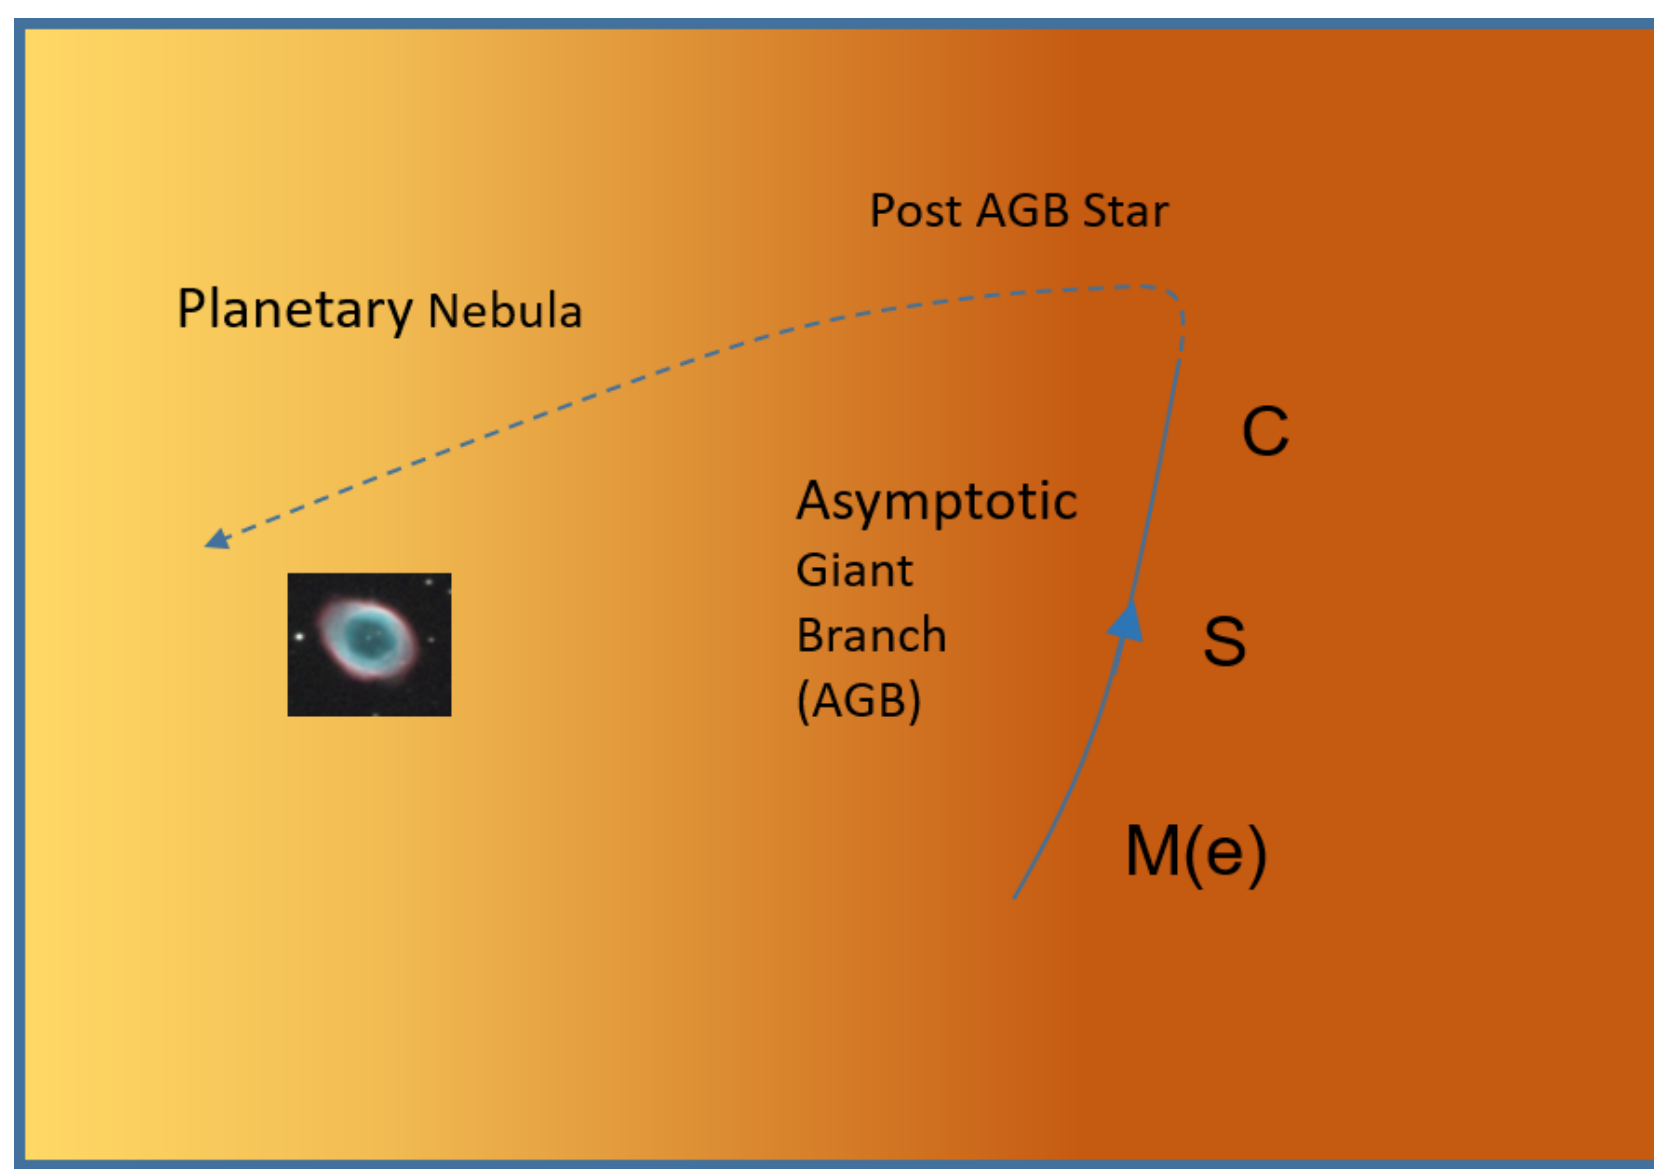 Post AGB Star
Planetary Nebula
C
Asymptotic
Giant
Branch
(AGB)
S
M(e)